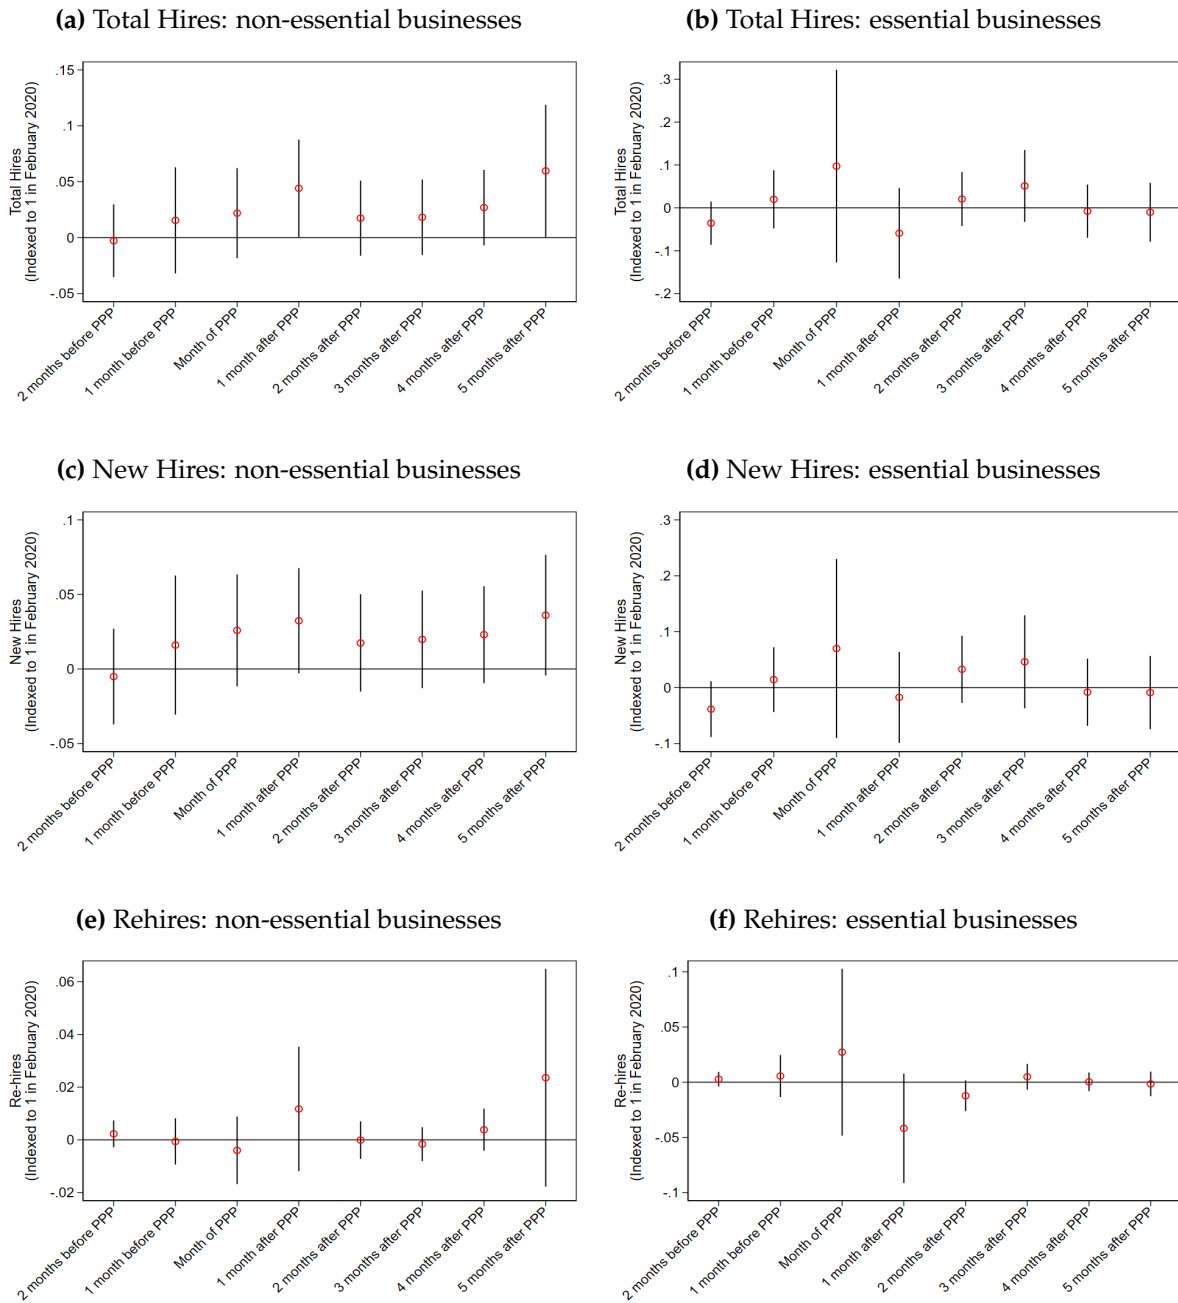 (a) Total Hires: non-essential businesses
Total Hires
(Indexed to 1 in February 2020)
.15
.1
.05
0
-.05
2 months before PPP
1 month before PPP
Month of PPP
1 month after PPP
2 months after PPP
3 months after PPP
4 months after PPP
5 months after PPP
(b) Total Hires: essential businesses
Total Hires
(Indexed to 1 in February 2020)
.3
.2
.1
0
-.1
-.2
2 months before PPP
1 month before PPP
Month of PPP
1 month after PPP
2 months after PPP
3 months after PPP
4 months after PPP
5 months after PPP
(c) New Hires: non-essential businesses
New Hires
(Indexed to 1 in February 2020)
.1
.05
0
-.05
2 months before PPP
1 month before PPP
Month of PPP
1 month after PPP
2 months after PPP
3 months after PPP
4 months after PPP
5 months after PPP
(d) New Hires: essential businesses
New Hires
(Indexed to 1 in February 2020)
.3
.2
.1
0
-.1
2 months before PPP
1 month before PPP
Month of PPP
1 month after PPP
2 months after PPP
3 months after PPP
4 months after PPP
5 months after PPP
(e) Rehires: non-essential businesses
Re-hires
(Indexed to 1 in February 2020)
.06
.04
.02
0
-.02
2 months before PPP
1 month before PPP
Month of PPP
1 month after PPP
2 months after PPP
3 months after PPP
4 months after PPP
5 months after PPP
(f) Rehires: essential businesses
Re-hires
(Indexed to 1 in February 2020)
.1
.05
0
-.05
-.1
2 months before PPP
1 month before PPP
Month of PPP
1 month after PPP
2 months after PPP
3 months after PPP
4 months after PPP
5 months after PPP